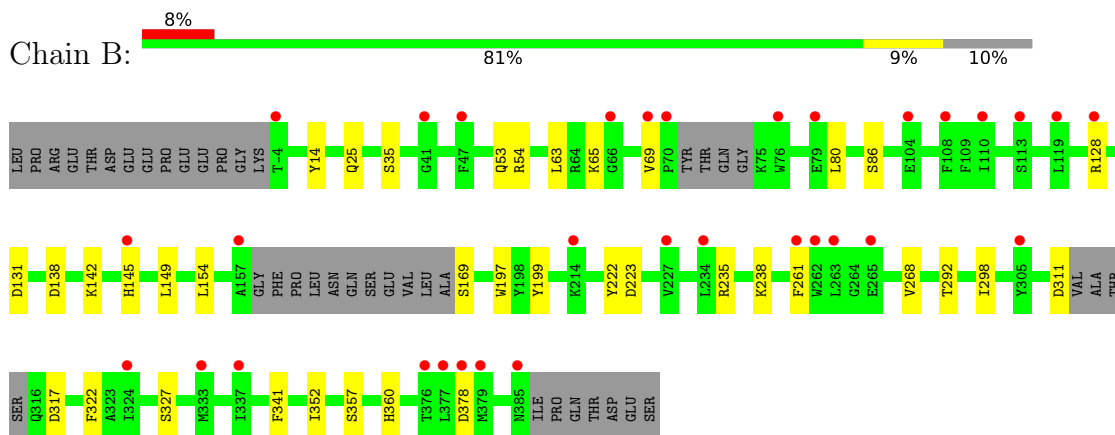 8%
Chain B:
81% 9% 10%
LEU PRO ARG GLU THR ASP GLU GLU PRO GLU GLU PRO GLY LYS T-4 Y14 Q25 S35 G41 F47 Q53 R54 L63 R64 K65 G66 V69 P70 TYR THR GLN GLY K75 W76 E79 L80 S86 E104 F108 F109 I110 S113 L119 R128
D131 D138 K142 H145 L149 L154 A157 GLY PHE PRO LEU ASN GLN SER GLU VAL LEU ALA S169 W197 Y198 Y199 K214 Y222 D223 V227 L234 R235 K238 F261 W262 L263 G264 E265 V268 T292 I298 Y305 D311 VAL ALA THR
SER Q316 D317 F322 A323 I324 S327 M333 I337 F341 I352 S357 H360 T376 L377 D378 M379 N385 ILE PRO GLN THR ASP GLU SER